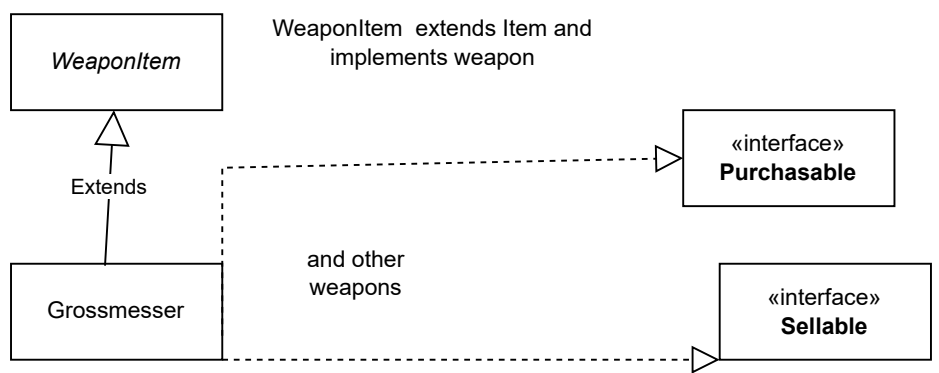 WeaponItem
WeaponItem extends Item and
implements weapon
Extends
«interface»
Purchasable
Grossmesser
and other
weapons
«interface»
Sellable